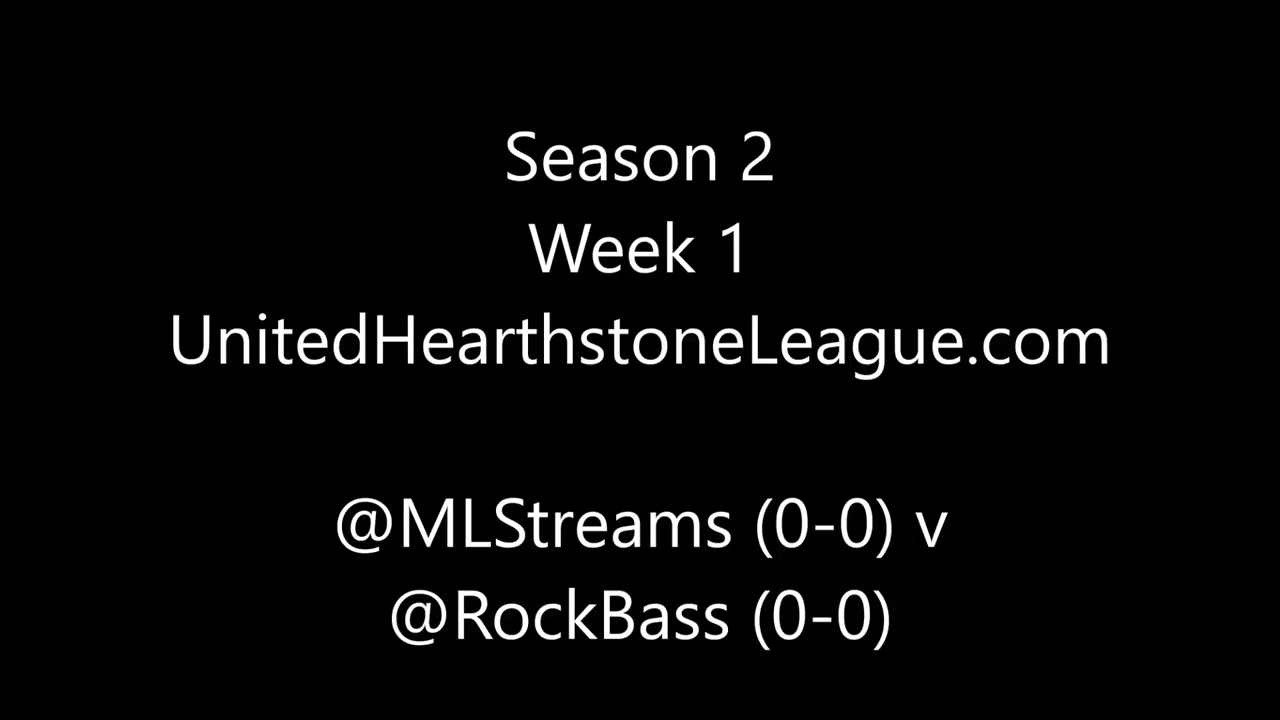 Season 2
Week 1
UnitedHearthstoneLeague.com
@MLStreams (0-0) v
@RockBass (0-0)